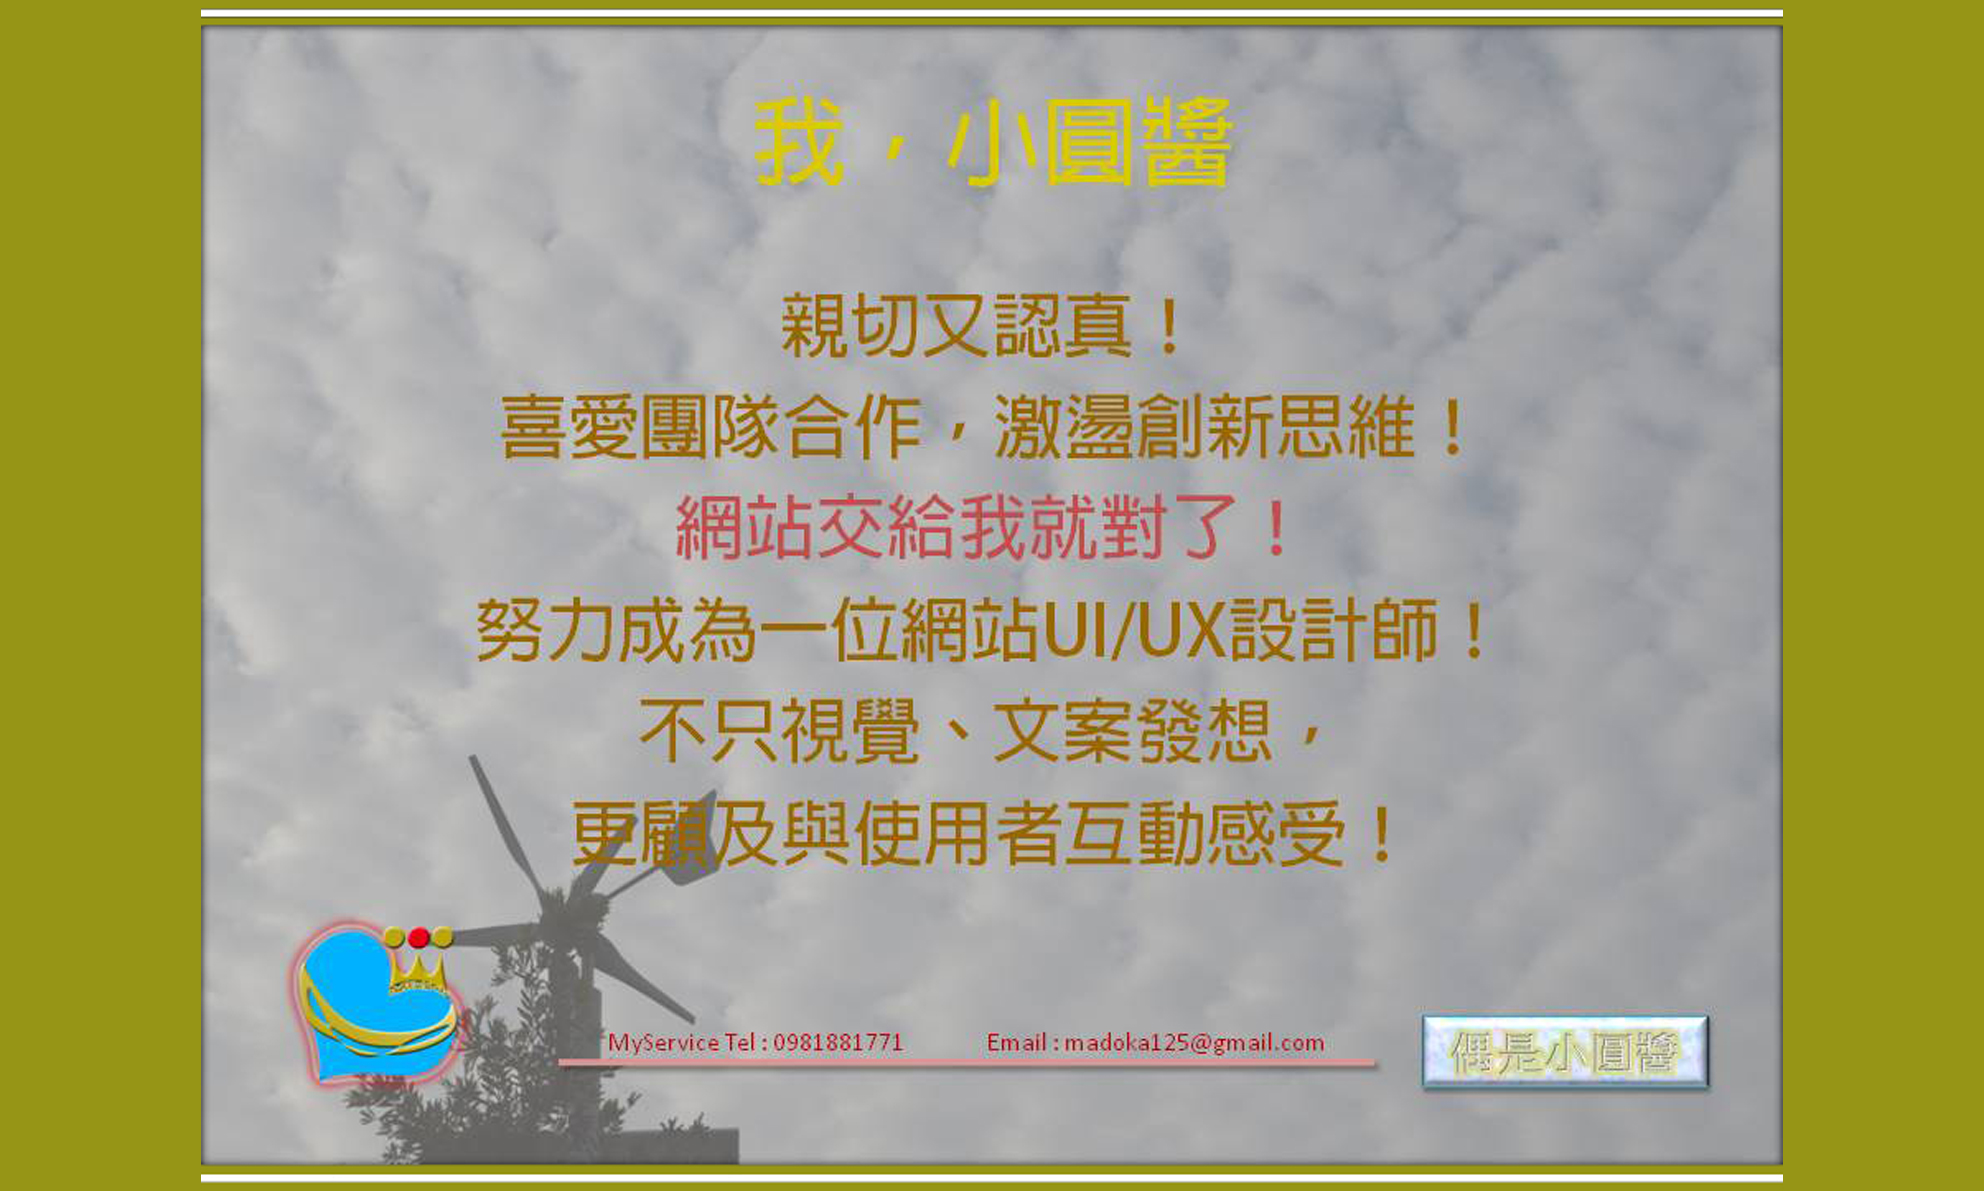 我，小圓醬
親切又認真！
喜愛團隊合作，激盪創新思維！
網站交給我就對了！
努力成為一位網站UI/UX設計師！
不只視覺、文案發想，
更顧及與使用者互動感受！
MyService Tel : 0981881771 Email : madoka125@gmail.com
偶是小圓醬